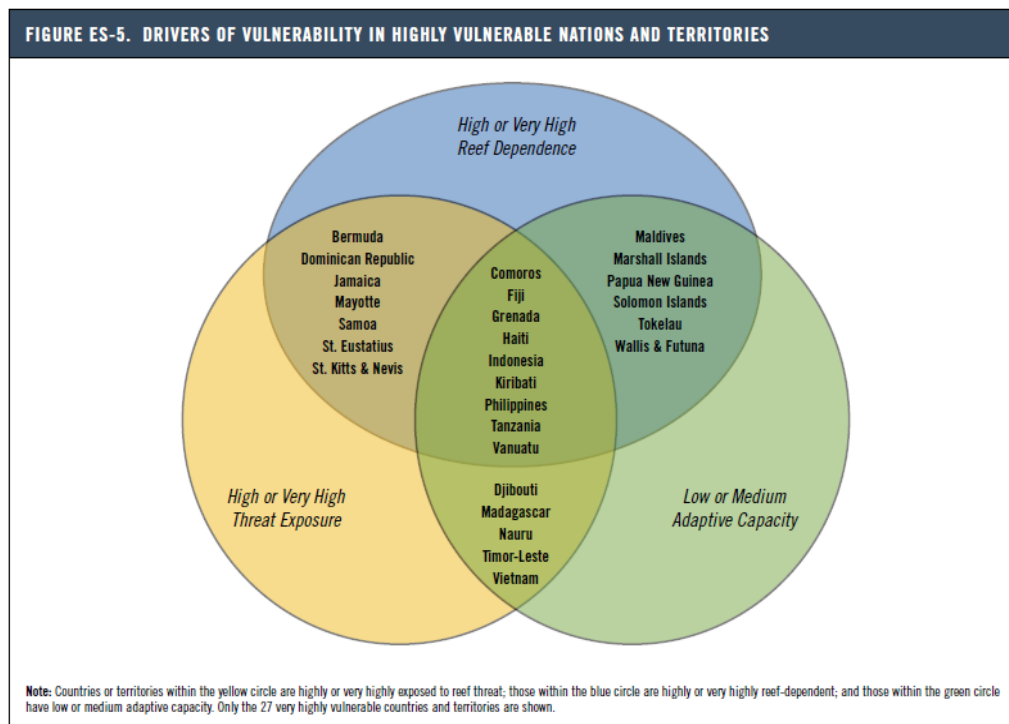 FIGURE ES-5. DRIVERS OF VULNERABILITY IN HIGHLY VULNERABLE NATIONS AND TERRITORIES
High or Very High
Reef Dependence
Bermuda
Dominican Republic
Jamaica
Mayotte
Samoa
St. Eustatius
St. Kitts & Nevis
Comoros
Fiji
Grenada
Haiti
Indonesia
Kiribati
Philippines
Tanzania
Vanuatu
Maldives
Marshall Islands
Papua New Guinea
Solomon Islands
Tokelau
Wallis & Futuna
High or Very High
Threat Exposure
Djibouti
Madagascar
Nauru
Timor-Leste
Vietnam
Low or Medium
Adaptive Capacity
Note: Countries or territories within the yellow circle are highly or very highly exposed to reef threat; those within the blue circle are highly or very highly reef-dependent; and those within the green circle
have low or medium adaptive capacity. Only the 27 very highly vulnerable countries and territories are shown.